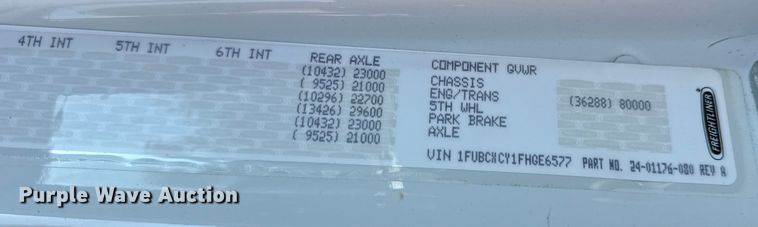 4TH INT 5TH INT 6TH INT REAR AXLE
(10432) 23000
( 9525) 21000
(10296) 22700
(13426) 29600
(10432) 23000
( 9525) 21000
COMPONENT GVWR
CHASSIS
ENG/TRANS
5TH WHL
PARK BRAKE
AXLE
(36288) 80000
VIN 1FUBCXCY1FHGE6577 PART NO. 24-01176-080 REV A
FREIGHTLINER
Purple Wave Auction